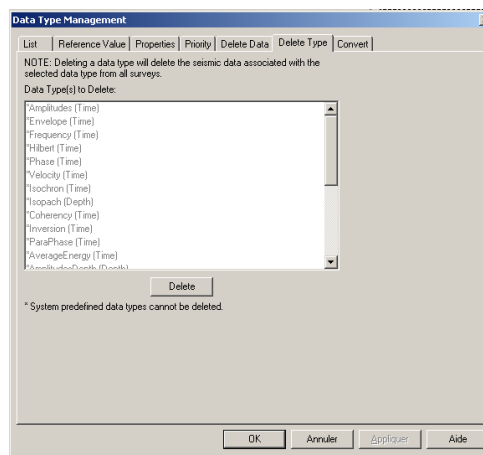 Data Type Management
List Reference Value Properties Priority Delete Data Delete Type Convert
NOTE: Deleting a data type will delete the seismic data associated with the
selected data type from all surveys.
Data Type(s) to Delete:
*Amplitudes (Time)
*Envelope (Time)
*Frequency (Time)
*Hilbert (Time)
*Phase (Time)
*Velocity (Time)
*Isochron (Time)
*Isopach (Depth)
*Coherency (Time)
*Inversion (Time)
*ParaPhase (Time)
*AverageEnergy (Time)
*AmplitudesDepth (Depth)
Delete
* System predefined data types cannot be deleted.
OK Annuler Appliquer Aide